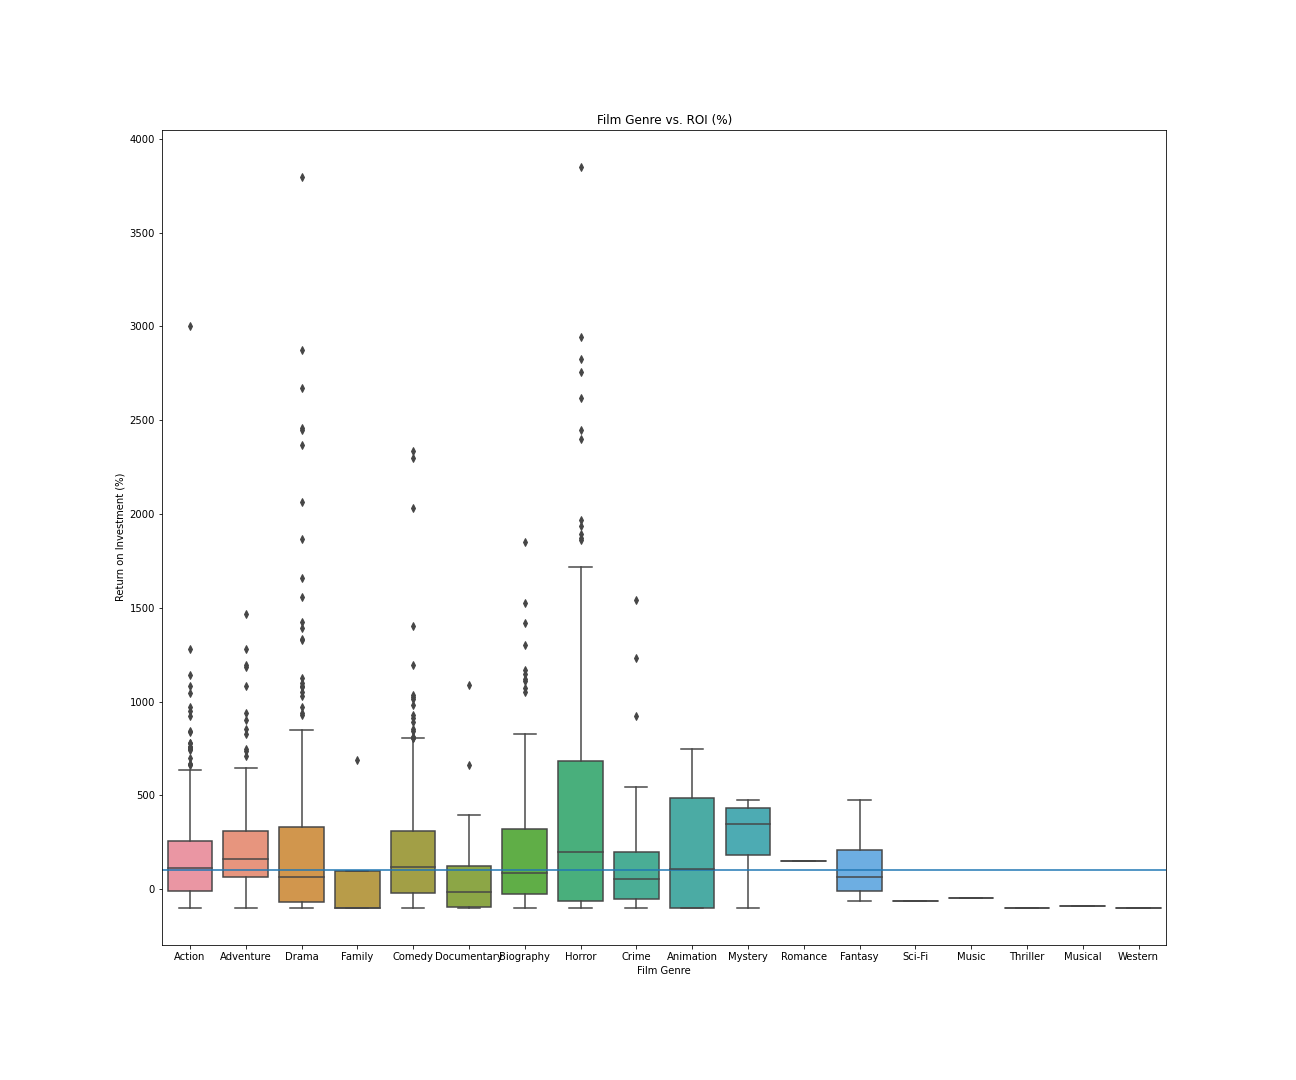 Film Genre vs. ROI (%)
4000
3500
3000
2500
2000
1500
1000
500
0
Return on Investment (%)
Action Adventure Drama Family Comedy Documentary Biography Horror Crime Animation Mystery Romance Fantasy Sci-Fi Music Thriller Musical Western
Film Genre